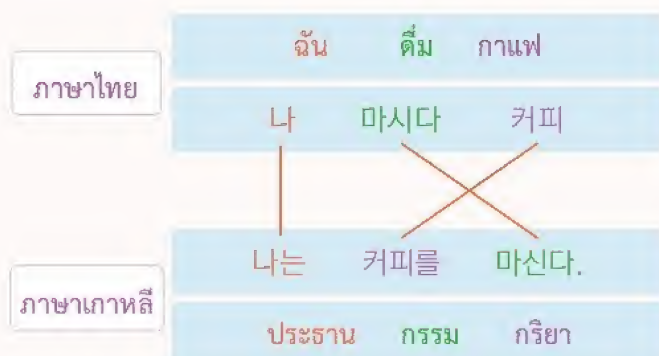 ฉัน ดื่ม กาแฟ
ภาษาไทย
나 마시다 커피
나는 커피를 마신다.
ภาษาเกาหลี
ประธาน กรรม กริยา